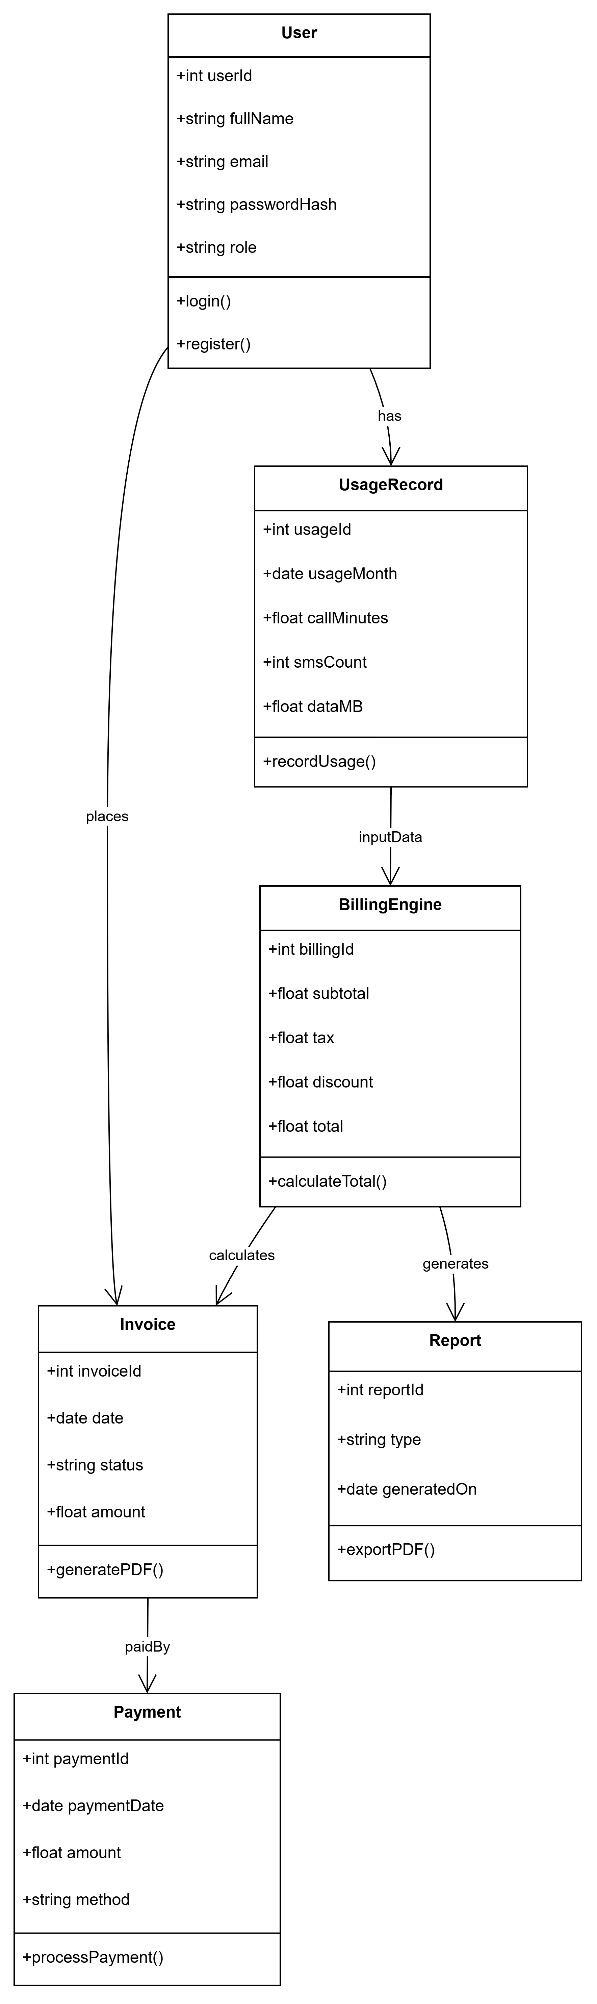 User
+int userId
+string fullName
+string email
+string passwordHash
+string role
+login()
+register()
has
UsageRecord
+int usageId
+date usageMonth
+float callMinutes
+int smsCount
+float dataMB
+recordUsage()
places
inputData
BillingEngine
+int billingId
+float subtotal
+float tax
+float discount
+float total
+calculateTotal()
calculates
generates
Invoice
+int invoiceId
+date date
+string status
+float amount
+generatePDF()
Report
+int reportId
+string type
+date generatedOn
+exportPDF()
paidBy
Payment
+int paymentId
+date paymentDate
+float amount
+string method
+processPayment()